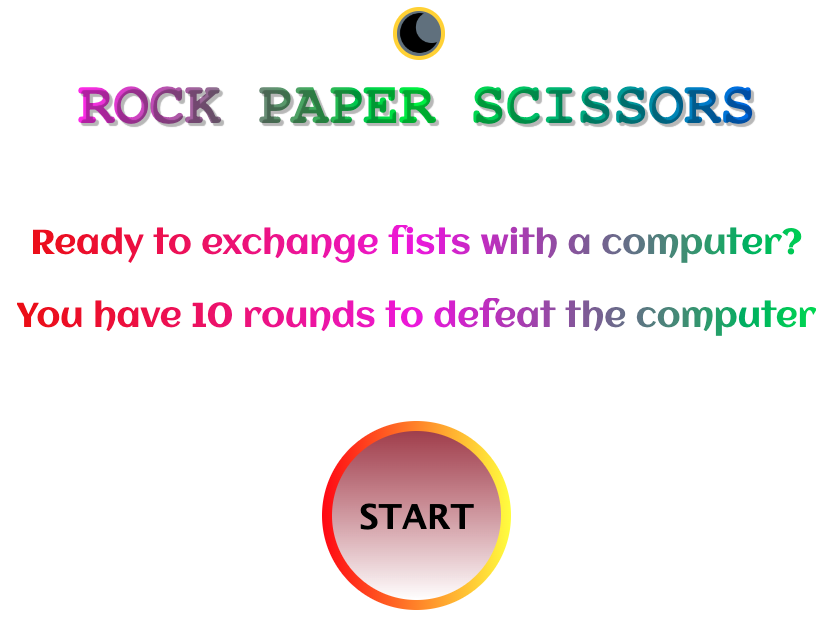 ROCK PAPER SCISSORS
Ready to exchange fists with a computer?
You have 10 rounds to defeat the computer
START